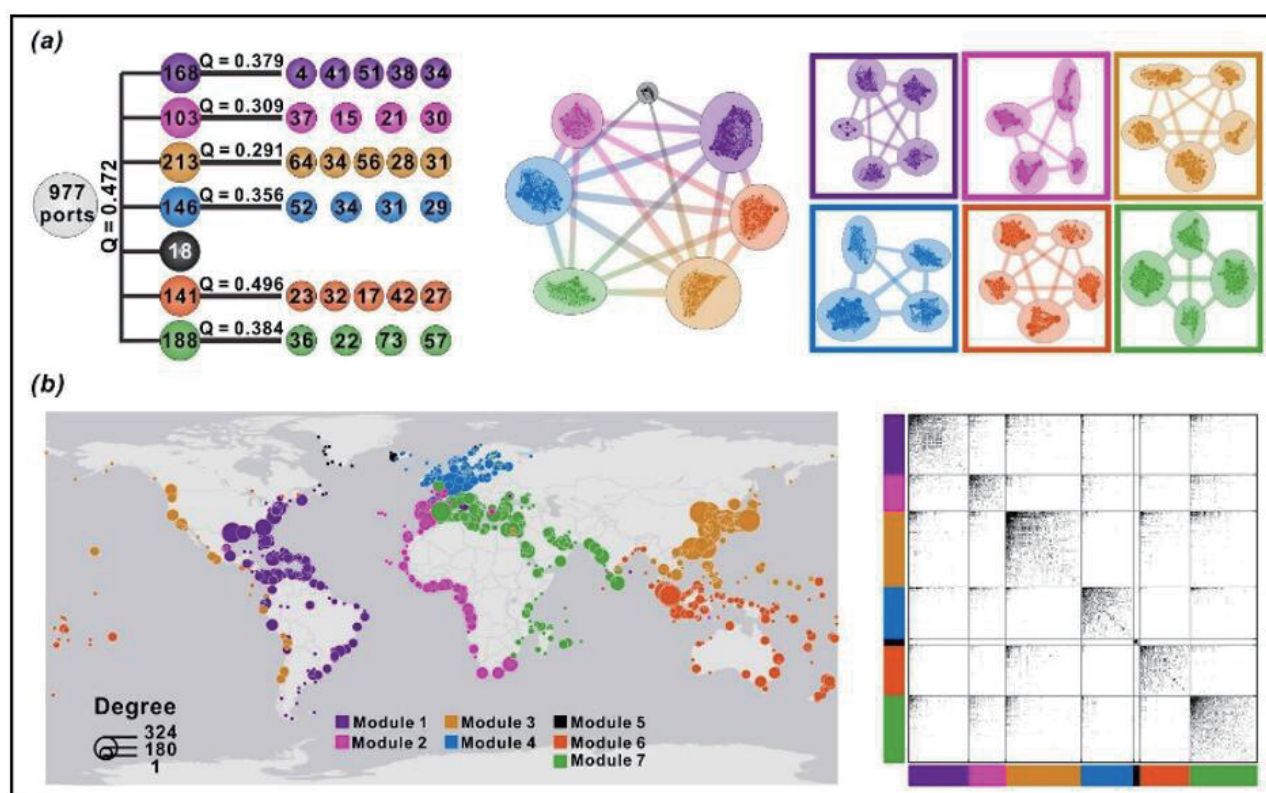 (a)
977
ports
Q = 0.472
168 Q = 0.379 4 41 51 38 34
103 Q = 0.309 37 15 21 30
213 Q = 0.291 64 34 56 28 31
146 Q = 0.356 52 34 31 29
18
141 Q = 0.496 23 32 17 42 27
188 Q = 0.384 36 22 73 57
(b)
Degree
324
180
1
Module 1 Module 3 Module 5
Module 2 Module 4 Module 6
Module 7